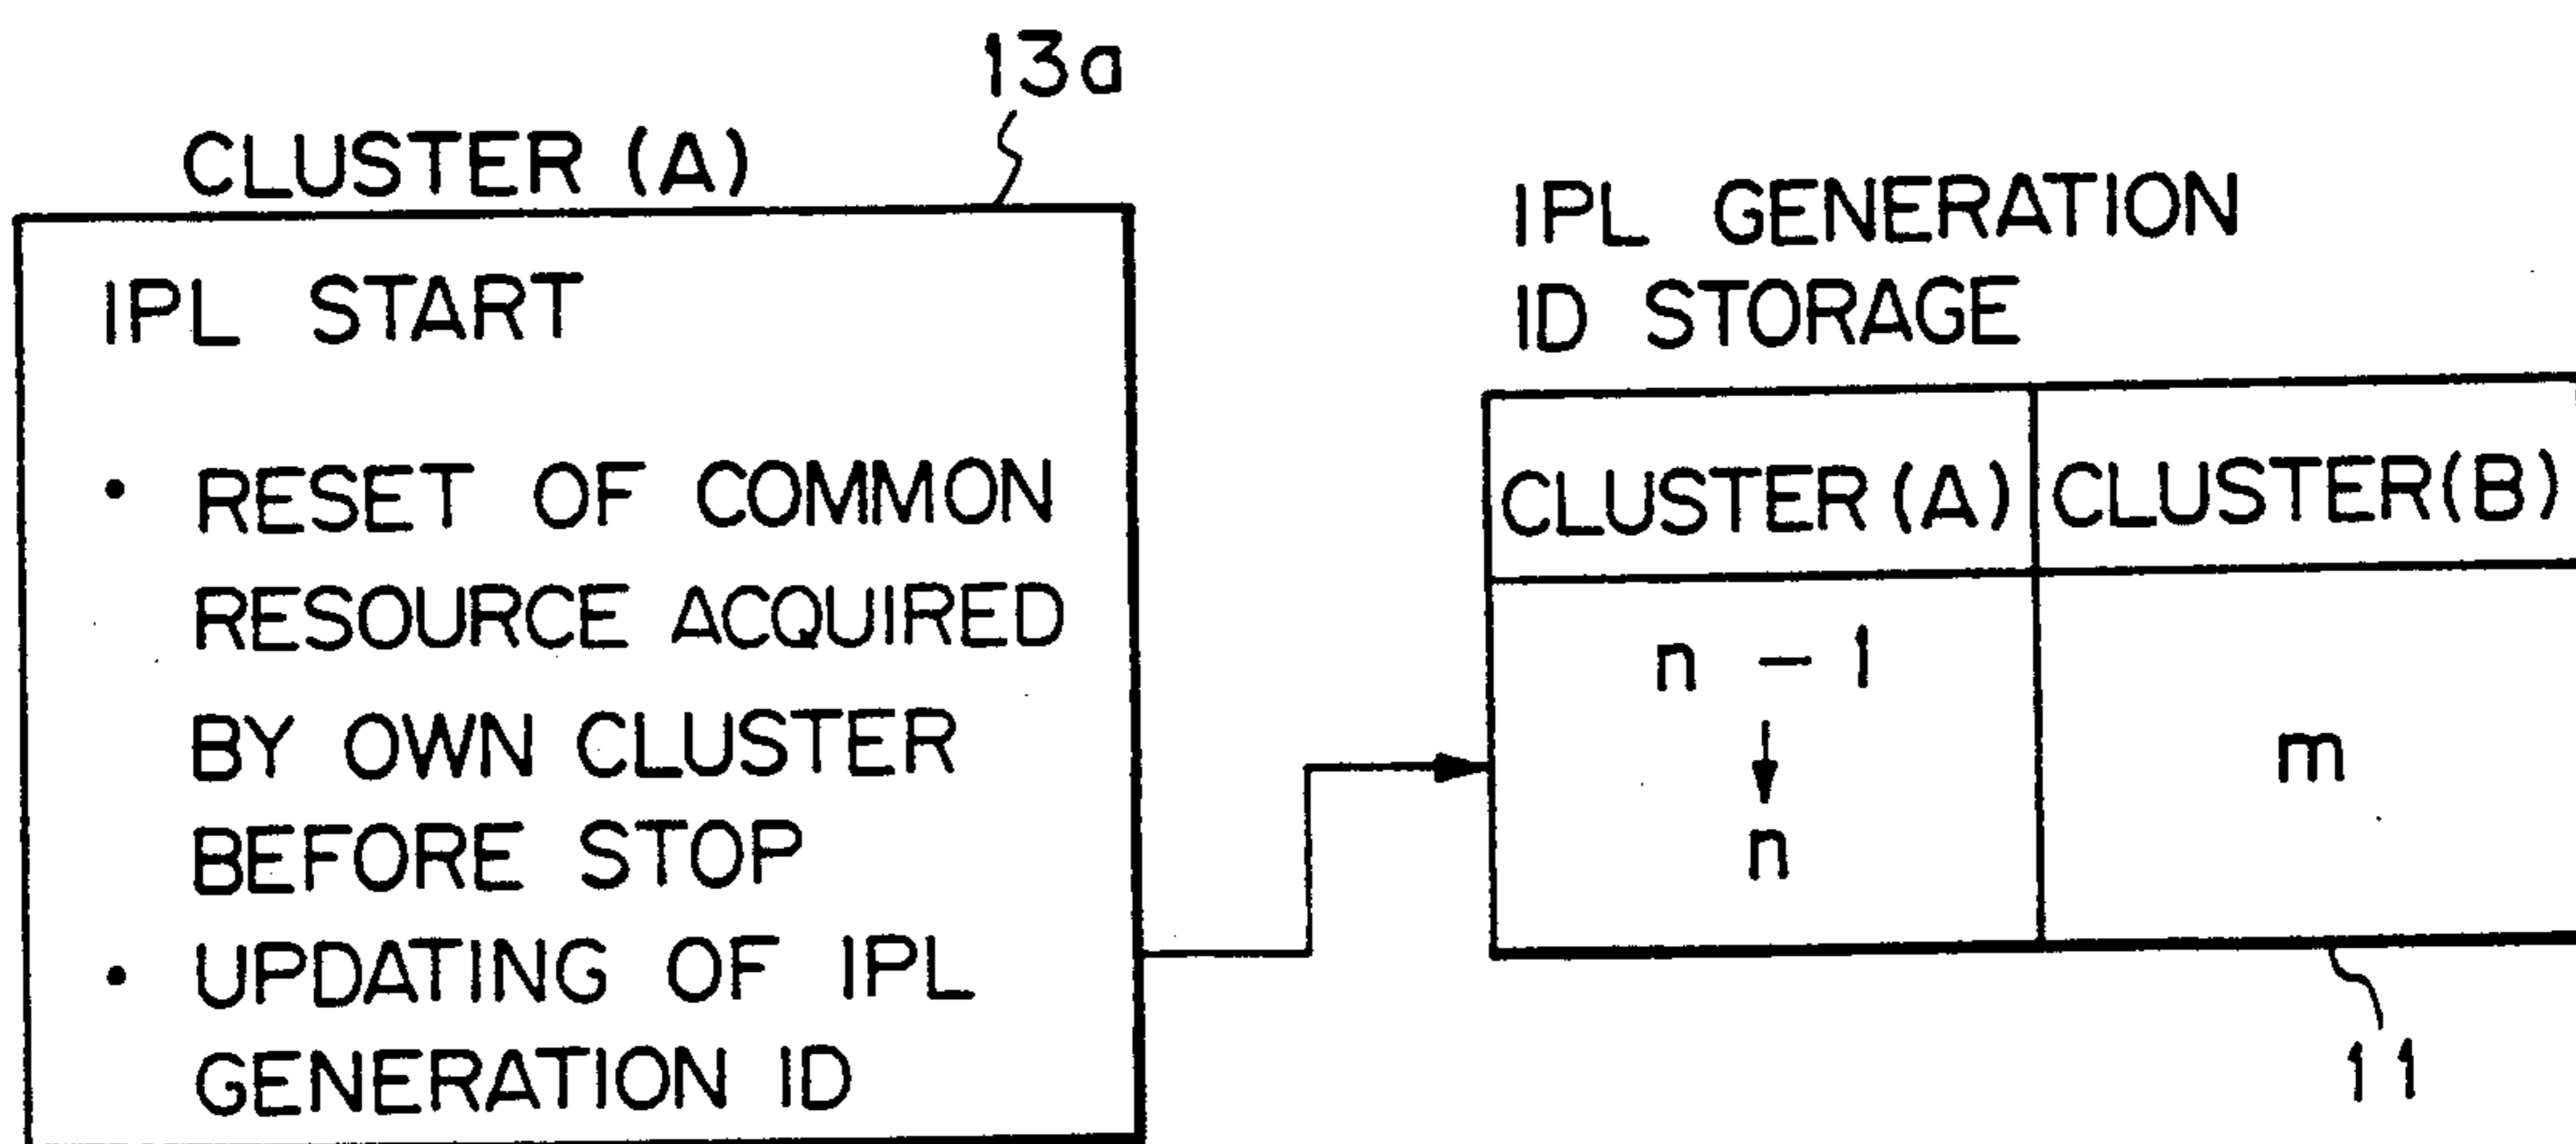 13a
CLUSTER (A)
IPL START
• RESET OF COMMON
RESOURCE ACQUIRED
BY OWN CLUSTER
BEFORE STOP
• UPDATING OF IPL
GENERATION ID
IPL GENERATION
ID STORAGE
CLUSTER (A) CLUSTER(B)
n - 1
↓
n
m
11